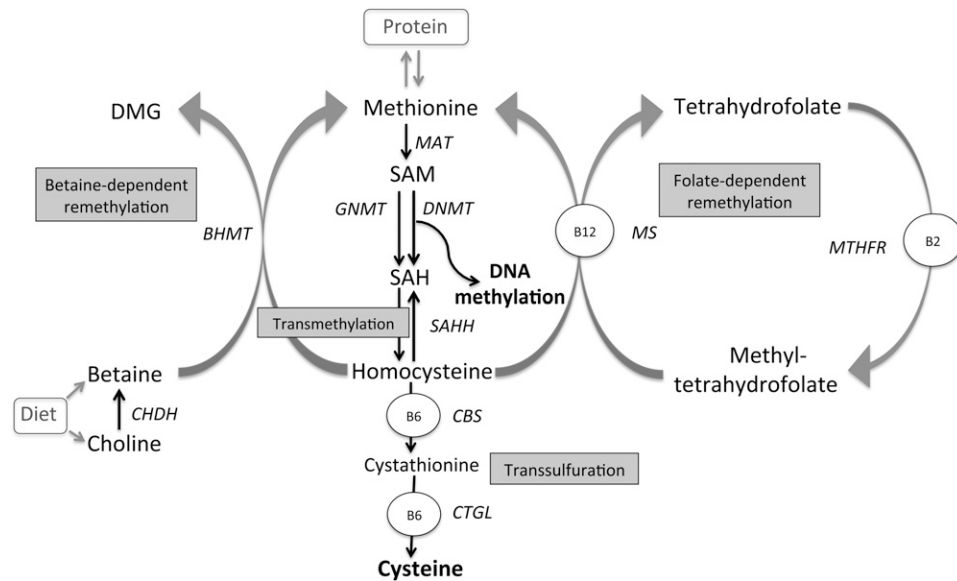 Protein
DMG
Methionine
Tetrahydrofolate
MAT
Betaine-dependent
remethylation
SAM
Folate-dependent
remethylation
GNMT
DNMT
BHMT
B12
MS
MTHFR
B2
SAH
DNA
methylation
Transmethylation
SAHH
Betaine
Homocysteine
Methyl-
tetrahydrofolate
Diet
CHDH
B6
CBS
Choline
Cystathionine
Transsulfuration
B6
CTGL
Cysteine